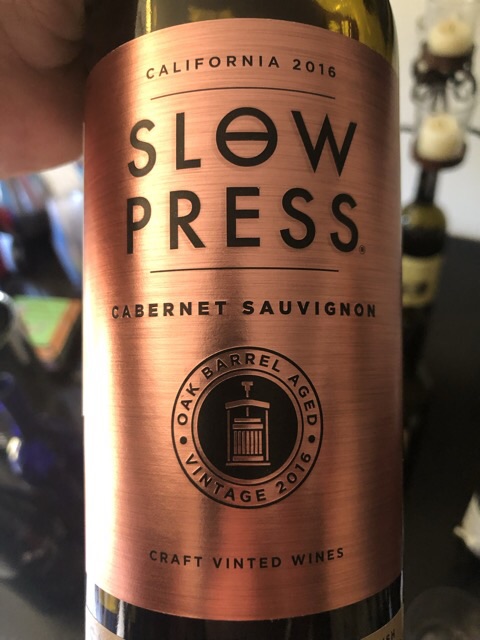 CALIFORNIA 2016
SLOW
PRESS®
CABERNET SAUVIGNON
OAK BARREL AGED
VINTAGE 2016
CRAFT VINTED WINES